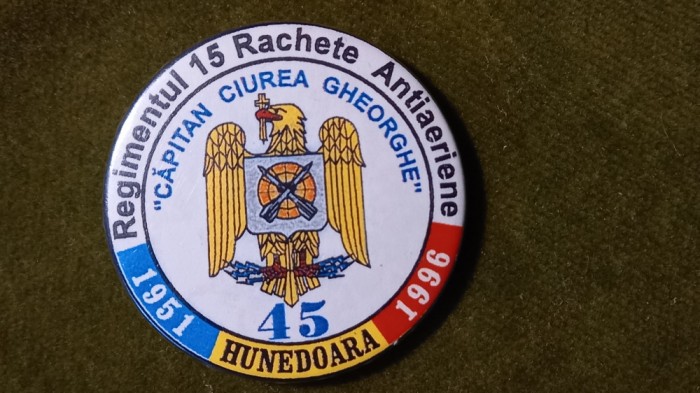 Regimentul 15 Rachete Antiaeriene
"CĂPITAN CIUREA GHEORGHE"
45
1951
HUNEDOARA
1996